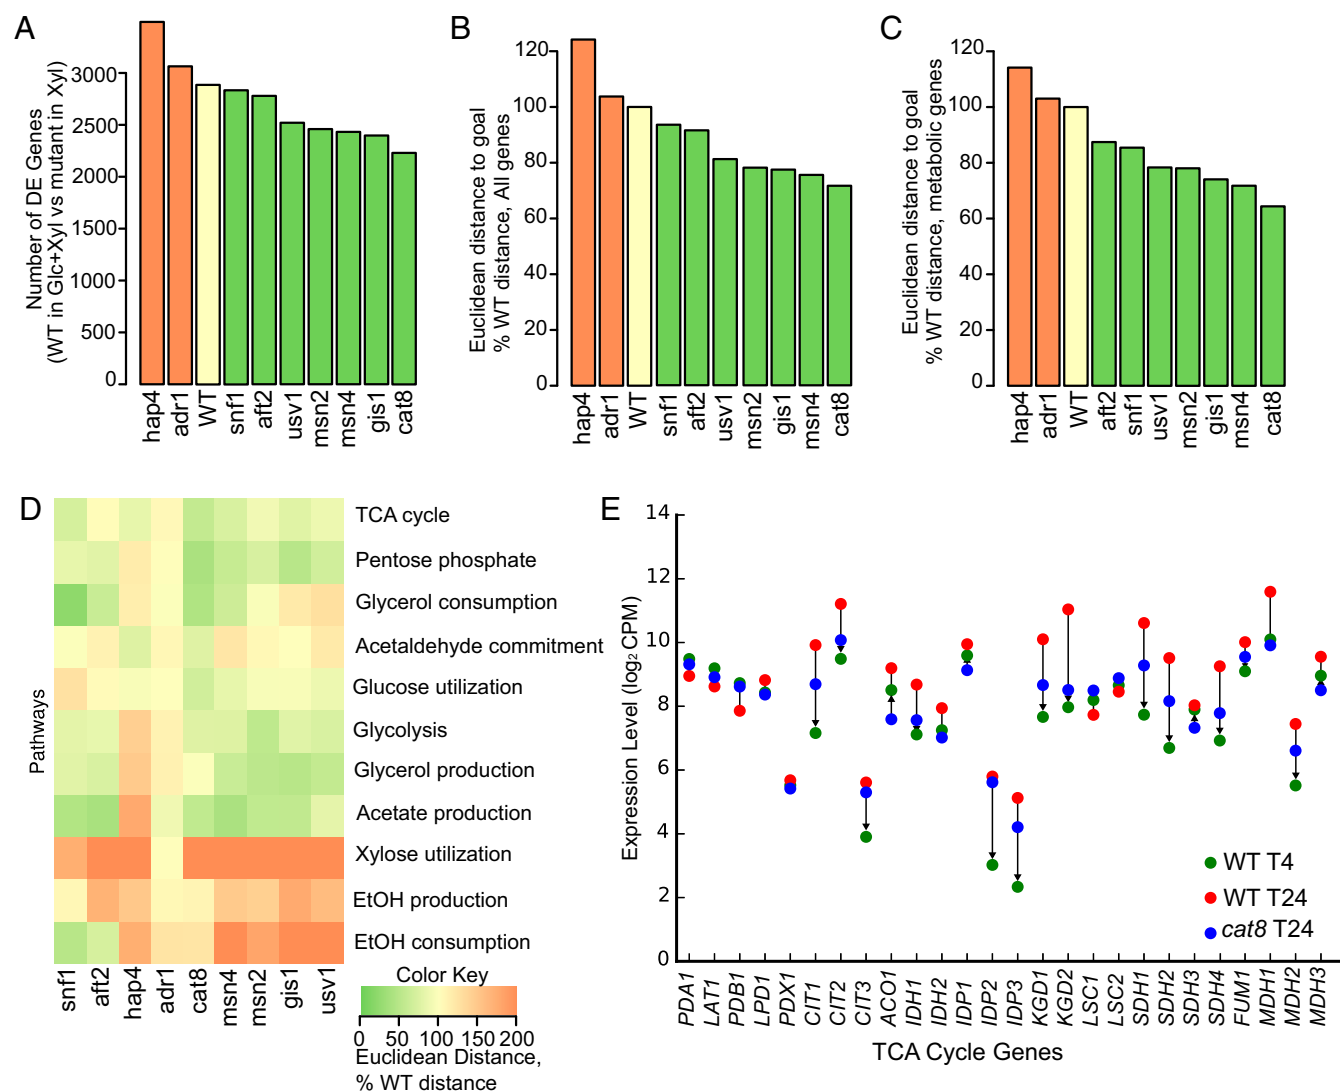 A
Number of DE Genes
(WT in Glc+Xyl vs mutant in Xyl)
3000
2500
2000
1500
1000
500
0
hap4
adr1
WT
snf1
aft2
usv1
msn2
msn4
gis1
cat8
B
Euclidean distance to goal
% WT distance, All genes
120
100
80
60
40
20
0
hap4
adr1
WT
snf1
aft2
usv1
msn2
gis1
msn4
cat8
C
Euclidean distance to goal
% WT distance, metabolic genes
120
100
80
60
40
20
0
hap4
adr1
WT
aft2
snf1
usv1
msn2
gis1
msn4
cat8
D
Pathways
TCA cycle
Pentose phosphate
Glycerol consumption
Acetaldehyde commitment
Glucose utilization
Glycolysis
Glycerol production
Acetate production
Xylose utilization
EtOH production
EtOH consumption
snf1
aft2
hap4
adr1
cat8
msn4
msn2
gis1
usv1
Color Key
0 50 100 200
Euclidean Distance,
% WT distance
E
Expression Level (log2 CPM)
14
12
10
8
6
4
2
0
WT T4
WT T24
cat8 T24
PDA1
LAT1
PDB1
LPD1
PDX1
CIT1
CIT2
CIT3
ACO1
IDH1
IDH2
IDP1
IDP2
IDP3
KGD1
KGD2
LSC1
LSC2
SDH1
SDH2
SDH3
SDH4
FUM1
MDH1
MDH2
MDH3
TCA Cycle Genes